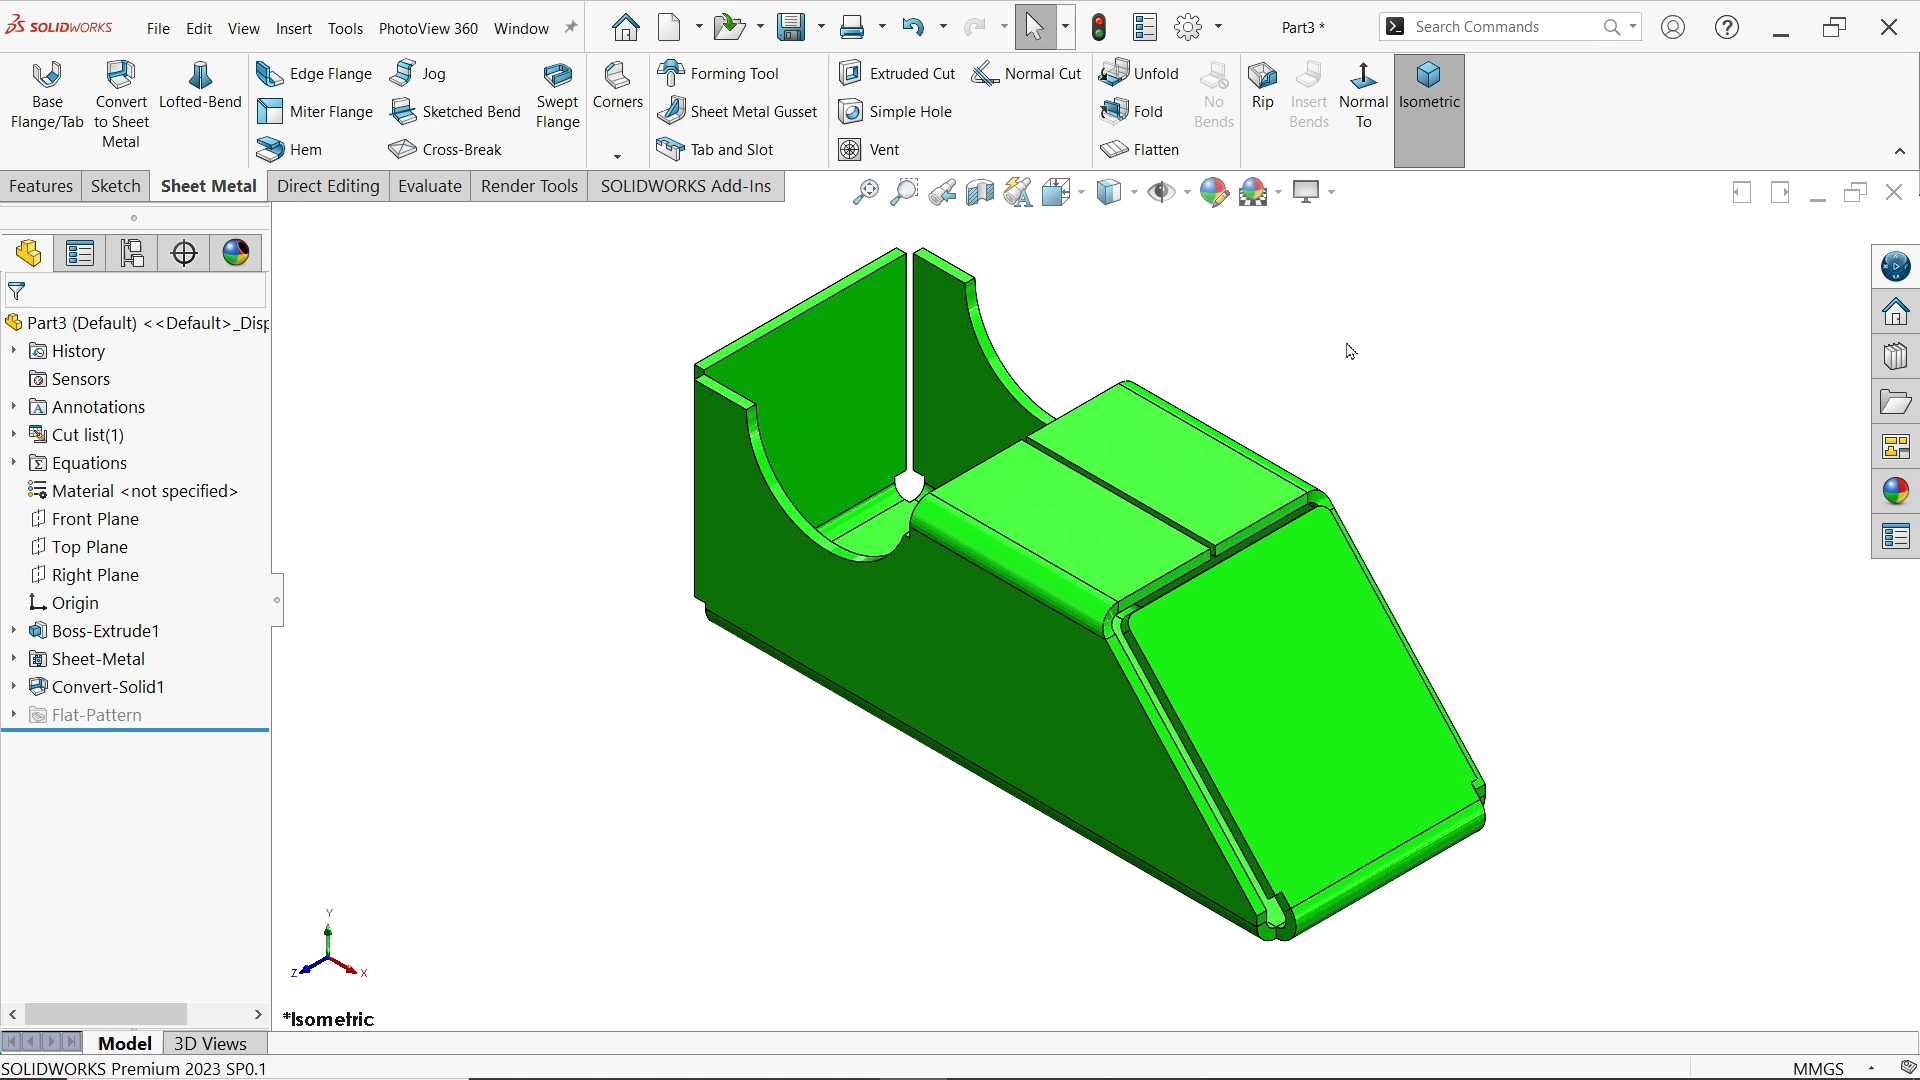 SOLIDWORKS File Edit View Insert Tools PhotoView 360 Window Part3 * Search Commands
Base Flange/Tab
Convert to Sheet Metal
Lofted-Bend
Edge Flange
Miter Flange
Hem
Jog
Sketched Bend
Cross-Break
Swept Flange
Corners
Forming Tool
Sheet Metal Gusset
Tab and Slot
Extruded Cut
Simple Hole
Vent
Normal Cut
Unfold
Fold
Flatten
No Bends
Rip
Insert Bends
Normal To
Isometric
Features Sketch Sheet Metal Direct Editing Evaluate Render Tools SOLIDWORKS Add-Ins
Part3 (Default) <<Default>_Disp
History
Sensors
Annotations
Cut list(1)
Equations
Material <not specified>
Front Plane
Top Plane
Right Plane
Origin
Boss-Extrude1
Sheet-Metal
Convert-Solid1
Flat-Pattern
Y
Z X
*Isometric
Model 3D Views
SOLIDWORKS Premium 2023 SP0.1 MMGS